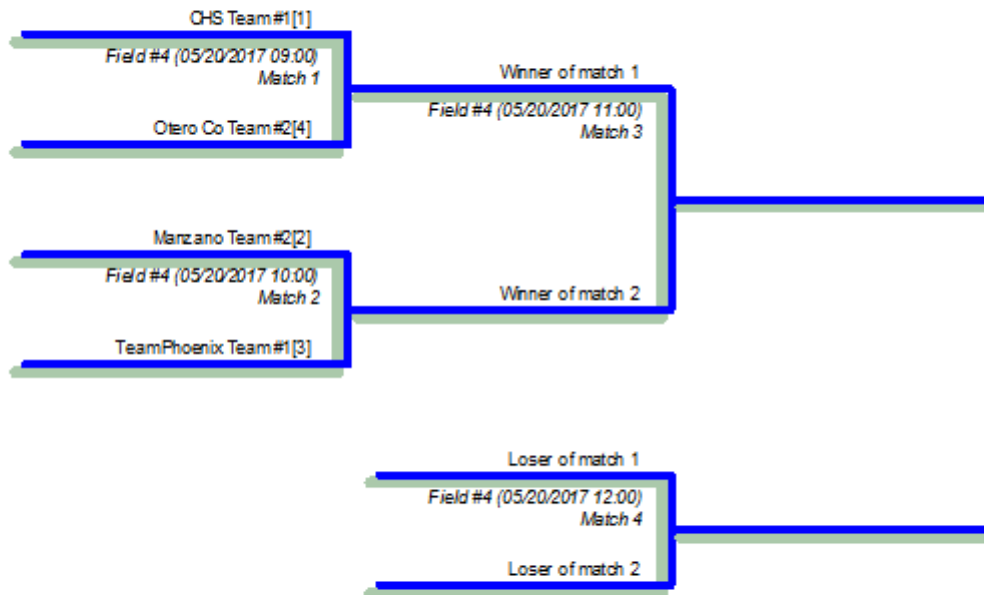 CHS Team #1[1]
Field #4 (05/20/2017 09:00)
Match 1
Otero Co Team #2[4]
Winner of match 1
Field #4 (05/20/2017 11:00)
Match 3
Manzano Team #2[2]
Field #4 (05/20/2017 10:00)
Match 2
TeamPhoenix Team #1[3]
Winner of match 2
Loser of match 1
Field #4 (05/20/2017 12:00)
Match 4
Loser of match 2